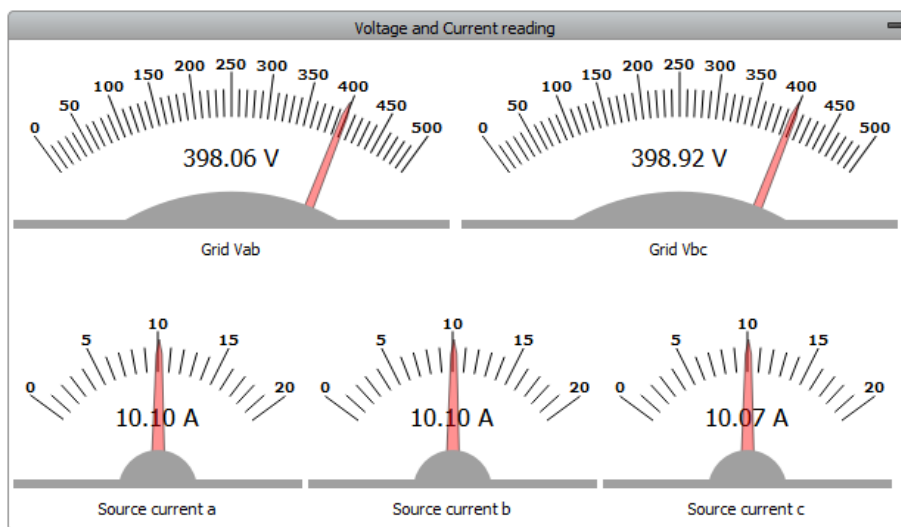 Voltage and Current reading
0 50 100 150 200 250 300 350 400 450 500
398.06 V
Grid Vab
0 50 100 150 200 250 300 350 400 450 500
398.92 V
Grid Vbc
0 5 10 15 20
10.10 A
Source current a
0 5 10 15 20
10.10 A
Source current b
0 5 10 15 20
10.07 A
Source current c